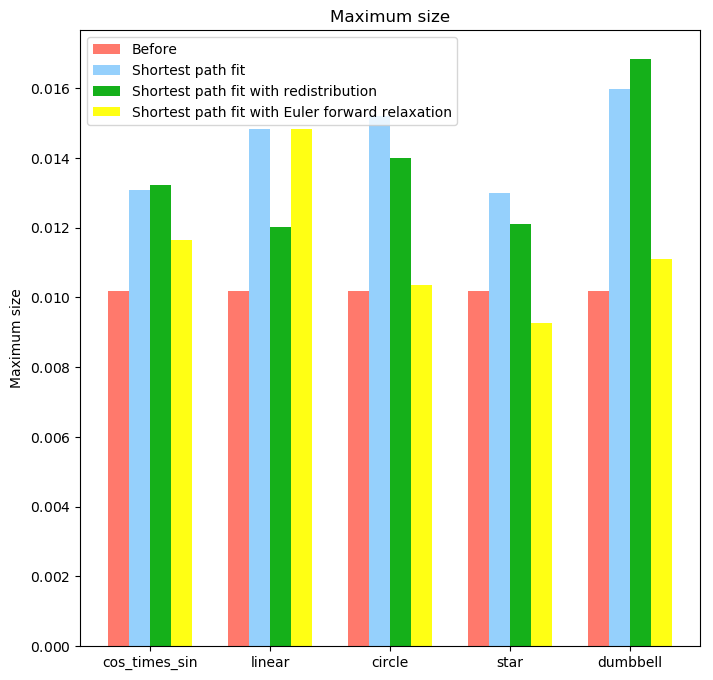 Maximum size
Before
Shortest path fit
Shortest path fit with redistribution
Shortest path fit with Euler forward relaxation
Maximum size
0.016
0.014
0.012
0.010
0.008
0.006
0.004
0.002
0.000
cos_times_sin
linear
circle
star
dumbbell